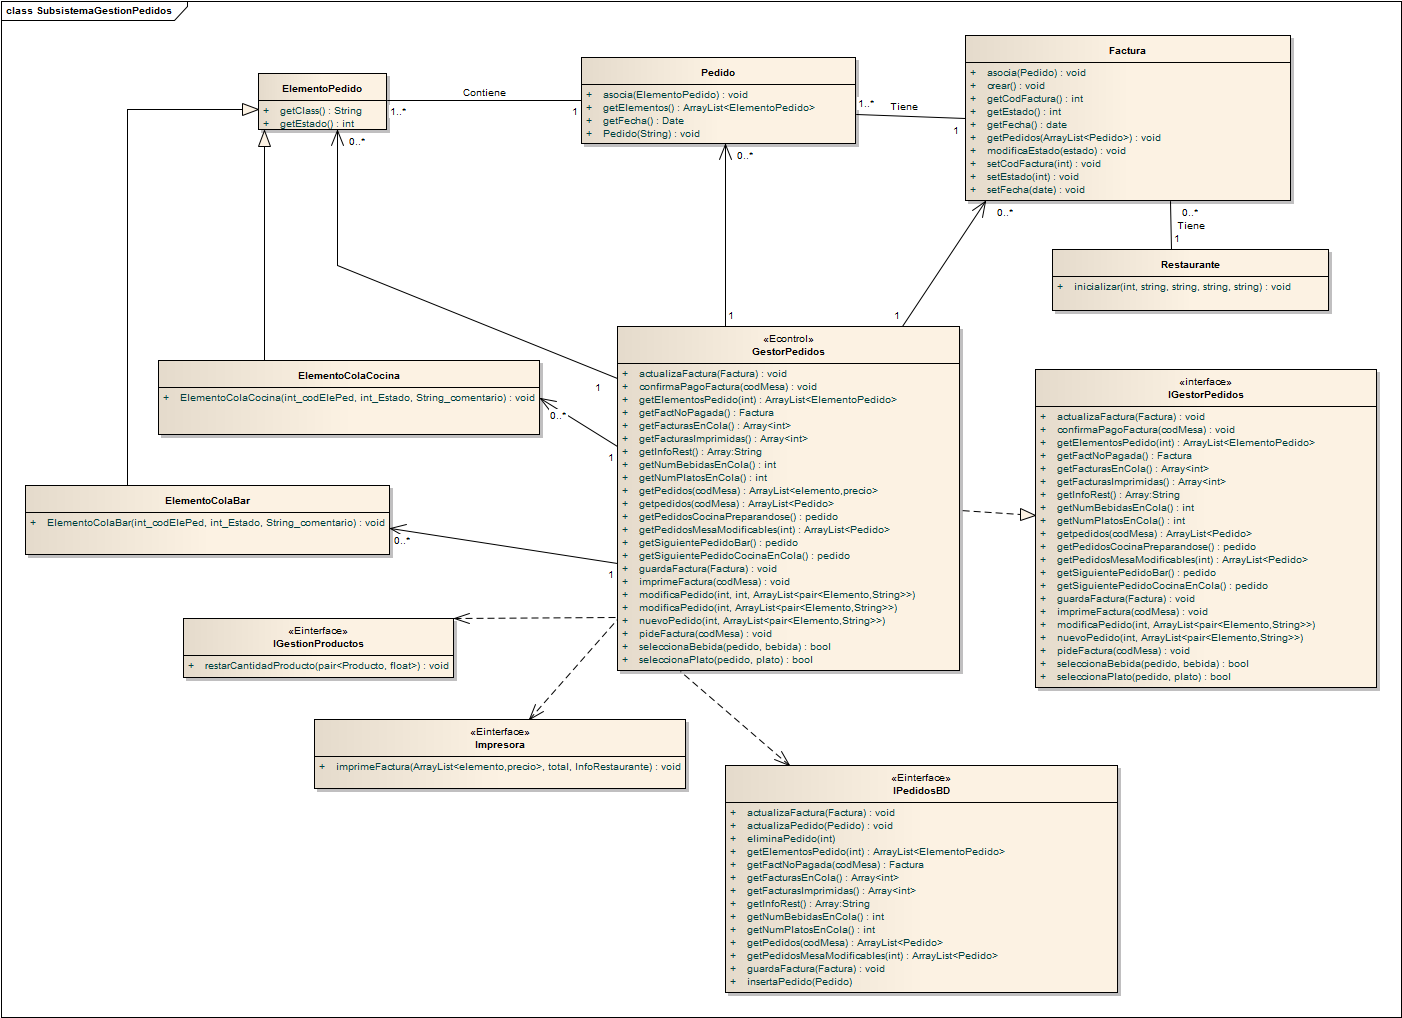 class SubsistemaGestionPedidos
ElementoPedido
+ getClass() : String
+ getEstado() : int
Contiene
1..*
1
0..*
Pedido
+ asocia(ElementoPedido) : void
+ getElementos() : ArrayList<ElementoPedido>
+ getFecha() : Date
+ Pedido(String) : void
1..*
Tiene
1
0..*
Factura
+ asocia(Pedido) : void
+ crear() : void
+ getCodFactura() : int
+ getEstado() : int
+ getFecha() : date
+ getPedidos(ArrayList<Pedido>) : void
+ modificaEstado(estado) : void
+ setCodFactura(int) : void
+ setEstado(int) : void
+ setFecha(date) : void
0..*
0..*
Tiene
1
Restaurante
+ inicializar(int, string, string, string, string) : void
1
1
«Econtrol»
GestorPedidos
+ actualizaFactura(Factura) : void
+ confirmaPagoFactura(codMesa) : void
+ getElementosPedido(int) : ArrayList<ElementoPedido>
+ getFactNoPagada() : Factura
+ getFacturasEnCola() : Array<int>
+ getFacturasImprimidas() : Array<int>
+ getInfoRest() : Array:String
+ getNumBebidasEnCola() : int
+ getNumPlatosEnCola() : int
+ getPedidos(codMesa) : ArrayList<elemento,precio>
+ getpedidos(codMesa) : ArrayList<Pedido>
+ getPedidosCocinaPreparandose() : pedido
+ getPedidosMesaModificables(int) : ArrayList<Pedido>
+ getSiguientePedidoBar() : pedido
+ getSiguientePedidoCocinaEnCola() : pedido
+ guardaFactura(Factura) : void
+ imprimeFactura(codMesa) : void
+ modificaPedido(int, int, ArrayList<pair<Elemento,String>>)
+ modificaPedido(int, ArrayList<pair<Elemento,String>>)
+ nuevoPedido(int, ArrayList<pair<Elemento,String>>)
+ pideFactura(codMesa) : void
+ seleccionaBebida(pedido, bebida) : bool
+ seleccionaPlato(pedido, plato) : bool
1
0..*
1
0..*
1
ElementoColaCocina
+ ElementoColaCocina(int_codElePed, int_Estado, String_comentario) : void
ElementoColaBar
+ ElementoColaBar(int_codElePed, int_Estado, String_comentario) : void
«interface»
IGestorPedidos
+ actualizaFactura(Factura) : void
+ confirmaPagoFactura(codMesa) : void
+ getElementosPedido(int) : ArrayList<ElementoPedido>
+ getFactNoPagada() : Factura
+ getFacturasEnCola() : Array<int>
+ getFacturasImprimidas() : Array<int>
+ getInfoRest() : Array:String
+ getNumBebidasEnCola() : int
+ getNumPlatosEnCola() : int
+ getpedidos(codMesa) : ArrayList<Pedido>
+ getPedidosCocinaPreparandose() : pedido
+ getPedidosMesaModificables(int) : ArrayList<Pedido>
+ getSiguientePedidoBar() : pedido
+ getSiguientePedidoCocinaEnCola() : pedido
+ guardaFactura(Factura) : void
+ imprimeFactura(codMesa) : void
+ modificaPedido(int, ArrayList<pair<Elemento,String>>)
+ nuevoPedido(int, ArrayList<pair<Elemento,String>>)
+ pideFactura(codMesa) : void
+ seleccionaBebida(pedido, bebida) : bool
+ seleccionaPlato(pedido, plato) : bool
«Einterface»
IGestionProductos
+ restarCantidadProducto(pair<Producto, float>) : void
«Einterface»
Impresora
+ imprimeFactura(ArrayList<elemento,precio>, total, InfoRestaurante) : void
«Einterface»
IPedidosBD
+ actualizaFactura(Factura) : void
+ actualizaPedido(Pedido) : void
+ eliminaPedido(int)
+ getElementosPedido(int) : ArrayList<ElementoPedido>
+ getFactNoPagada(codMesa) : Factura
+ getFacturasEnCola() : Array<int>
+ getFacturasImprimidas() : Array<int>
+ getInfoRest() : Array:String
+ getNumBebidasEnCola() : int
+ getNumPlatosEnCola() : int
+ getPedidos(codMesa) : ArrayList<Pedido>
+ getPedidosMesaModificables(int) : ArrayList<Pedido>
+ guardaFactura(Factura) : void
+ insertaPedido(Pedido)